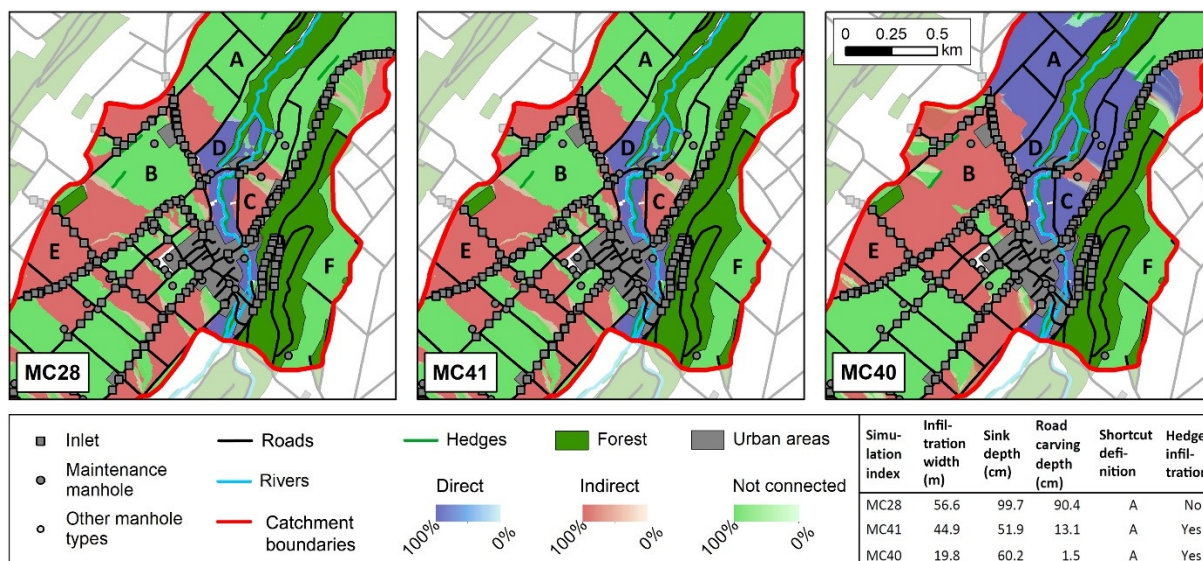 A
B
C
D
E
F
MC28
A
B
C
D
E
F
MC41
0 0.25 0.5
km
A
B
C
D
E
F
MC40
Inlet
Maintenance
manhole
Other manhole
types
Roads
Rivers
Catchment
boundaries
Hedges
Forest
Urban areas
Direct
100% 0%
Indirect
100% 0%
Not connected
100% 0%
Simu-
lation
index
Infil-
tration
width
(m)
Sink
depth
(cm)
Road
carving
depth
(cm)
Shortcut
defi-
nition
Hedge
infil-
tration
MC28 56.6 99.7 90.4 A No
MC41 44.9 51.9 13.1 A Yes
MC40 19.8 60.2 1.5 A Yes